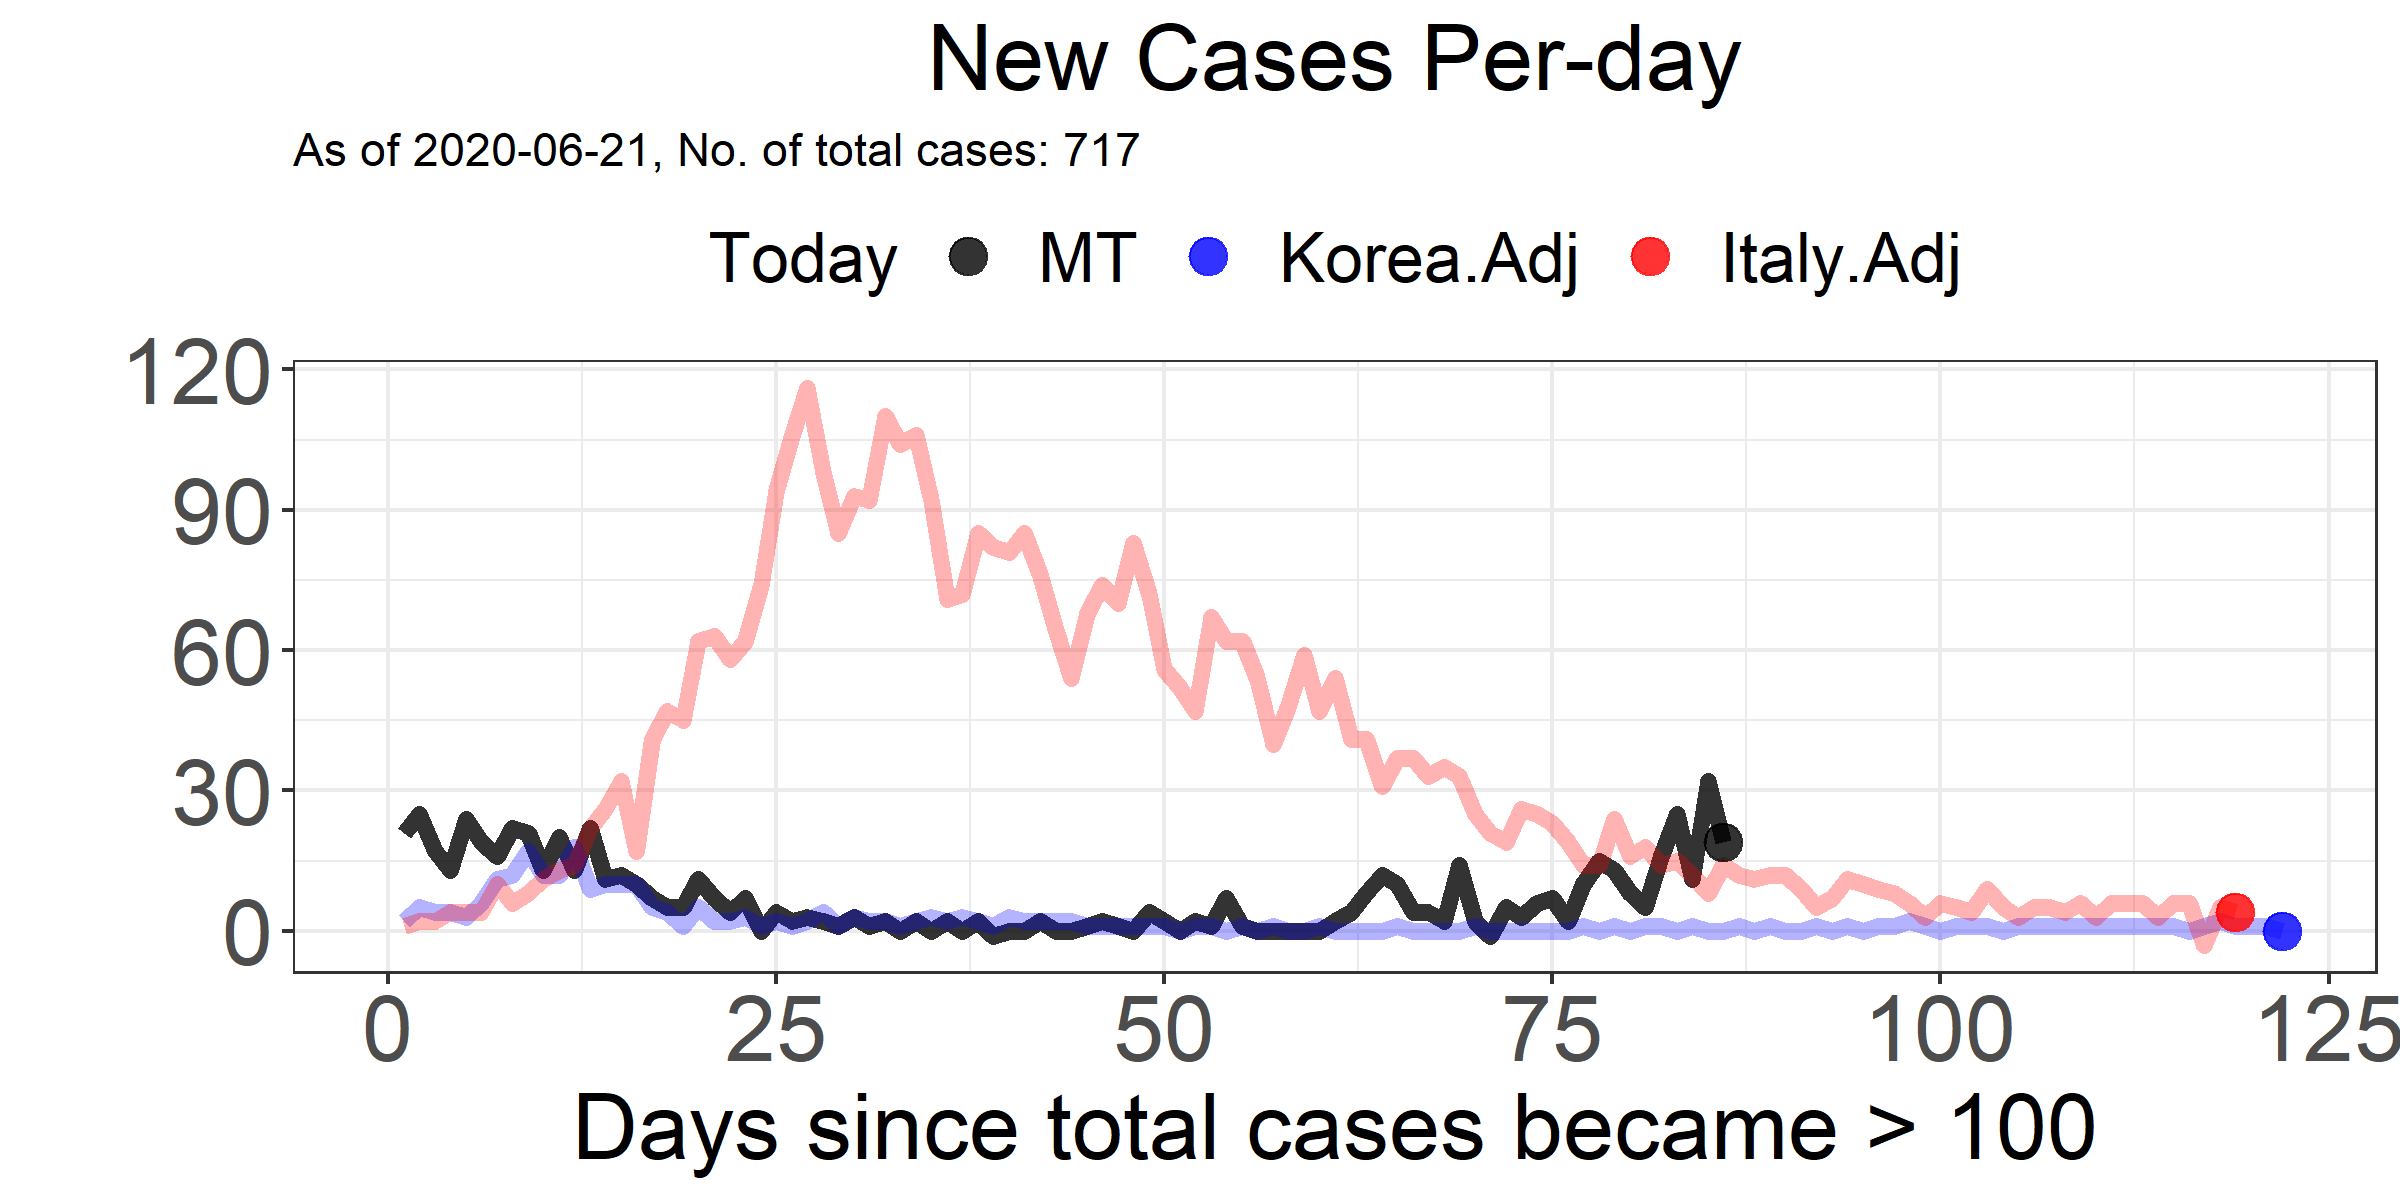 New Cases Per-day
As of 2020-06-21, No. of total cases: 717
Today MT Korea.Adj Italy.Adj
120
90
60
30
0
0 25 50 75 100 125
Days since total cases became > 100